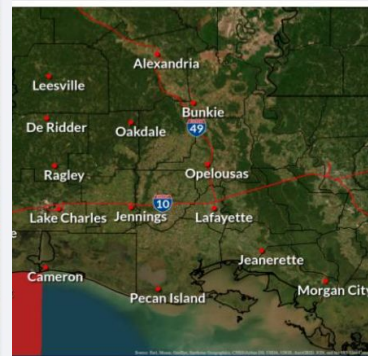 Alexandria
Leesville
Bunkie
De Ridder
Oakdale
49
Ragley
Opelousas
10
Lake Charles
Jennings
Lafayette
e
Jeanerette
Cameron
Morgan City
Pecan Island